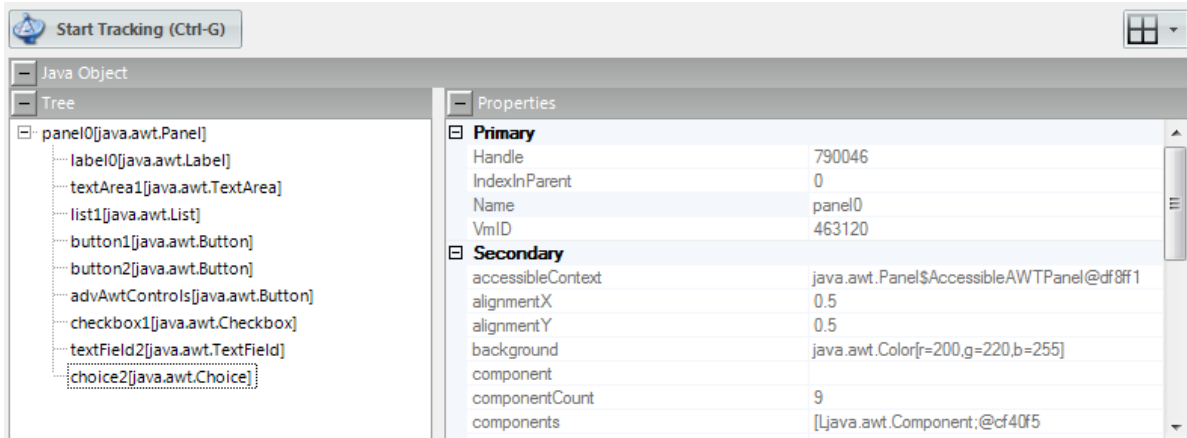 Start Tracking (Ctrl-G)
Java Object
Tree
panel0[java.awt.Panel]
label0[java.awt.Label]
textArea1[java.awt.TextArea]
list1[java.awt.List]
button1[java.awt.Button]
button2[java.awt.Button]
advAwtControls[java.awt.Button]
checkbox1[java.awt.Checkbox]
textField2[java.awt.TextField]
choice2[java.awt.Choice]
Properties
Primary
Handle 790046
IndexInParent 0
Name panel0
VmID 463120
Secondary
accessibleContext java.awt.Panel$AccessibleAWTPanel@df8ff1
alignmentX 0.5
alignmentY 0.5
background java.awt.Color[r=200,g=220,b=255]
component
componentCount 9
components [Ljava.awt.Component;@cf40f5